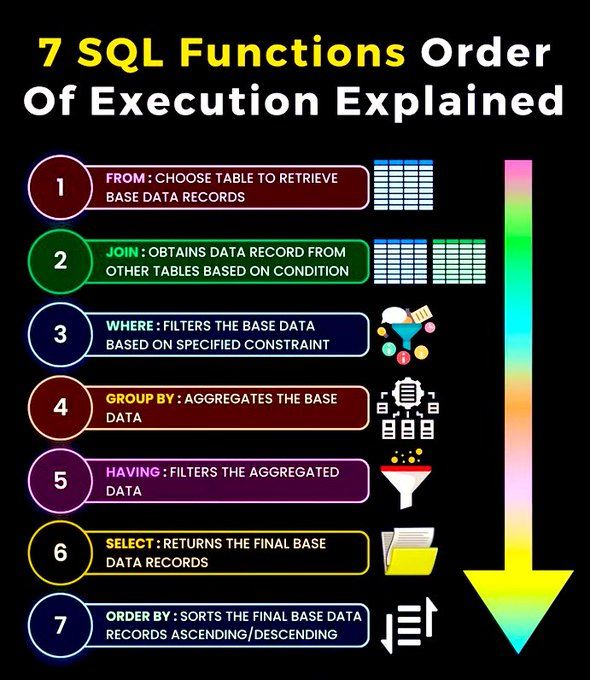 7 SQL Functions Order
Of Execution Explained
1
FROM : CHOOSE TABLE TO RETRIEVE
BASE DATA RECORDS
2
JOIN : OBTAINS DATA RECORD FROM
OTHER TABLES BASED ON CONDITION
3
WHERE : FILTERS THE BASE DATA
BASED ON SPECIFIED CONSTRAINT
4
GROUP BY : AGGREGATES THE BASE
DATA
5
HAVING : FILTERS THE AGGREGATED
DATA
6
SELECT : RETURNS THE FINAL BASE
DATA RECORDS
7
ORDER BY : SORTS THE FINAL BASE DATA
RECORDS ASCENDING/DESCENDING